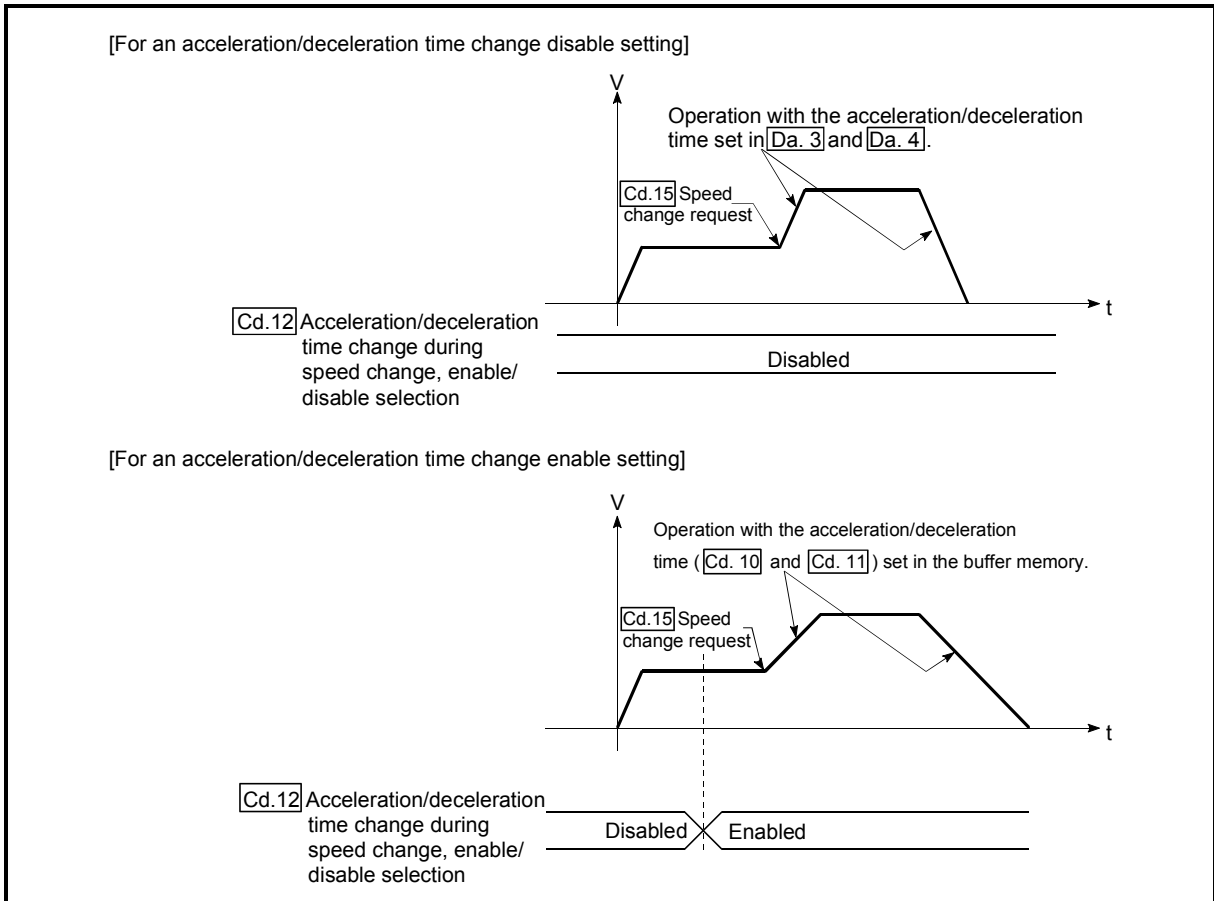 [For an acceleration/deceleration time change disable setting]
V
Operation with the acceleration/deceleration
time set in Da. 3 and Da. 4 .
Cd.15 Speed
change request
t
Cd.12 Acceleration/deceleration
time change during
speed change, enable/
disable selection
Disabled
[For an acceleration/deceleration time change enable setting]
V
Operation with the acceleration/deceleration
time ( Cd. 10 and Cd. 11 ) set in the buffer memory.
Cd.15 Speed
change request
t
Cd.12 Acceleration/deceleration
time change during
speed change, enable/
disable selection
Disabled Enabled